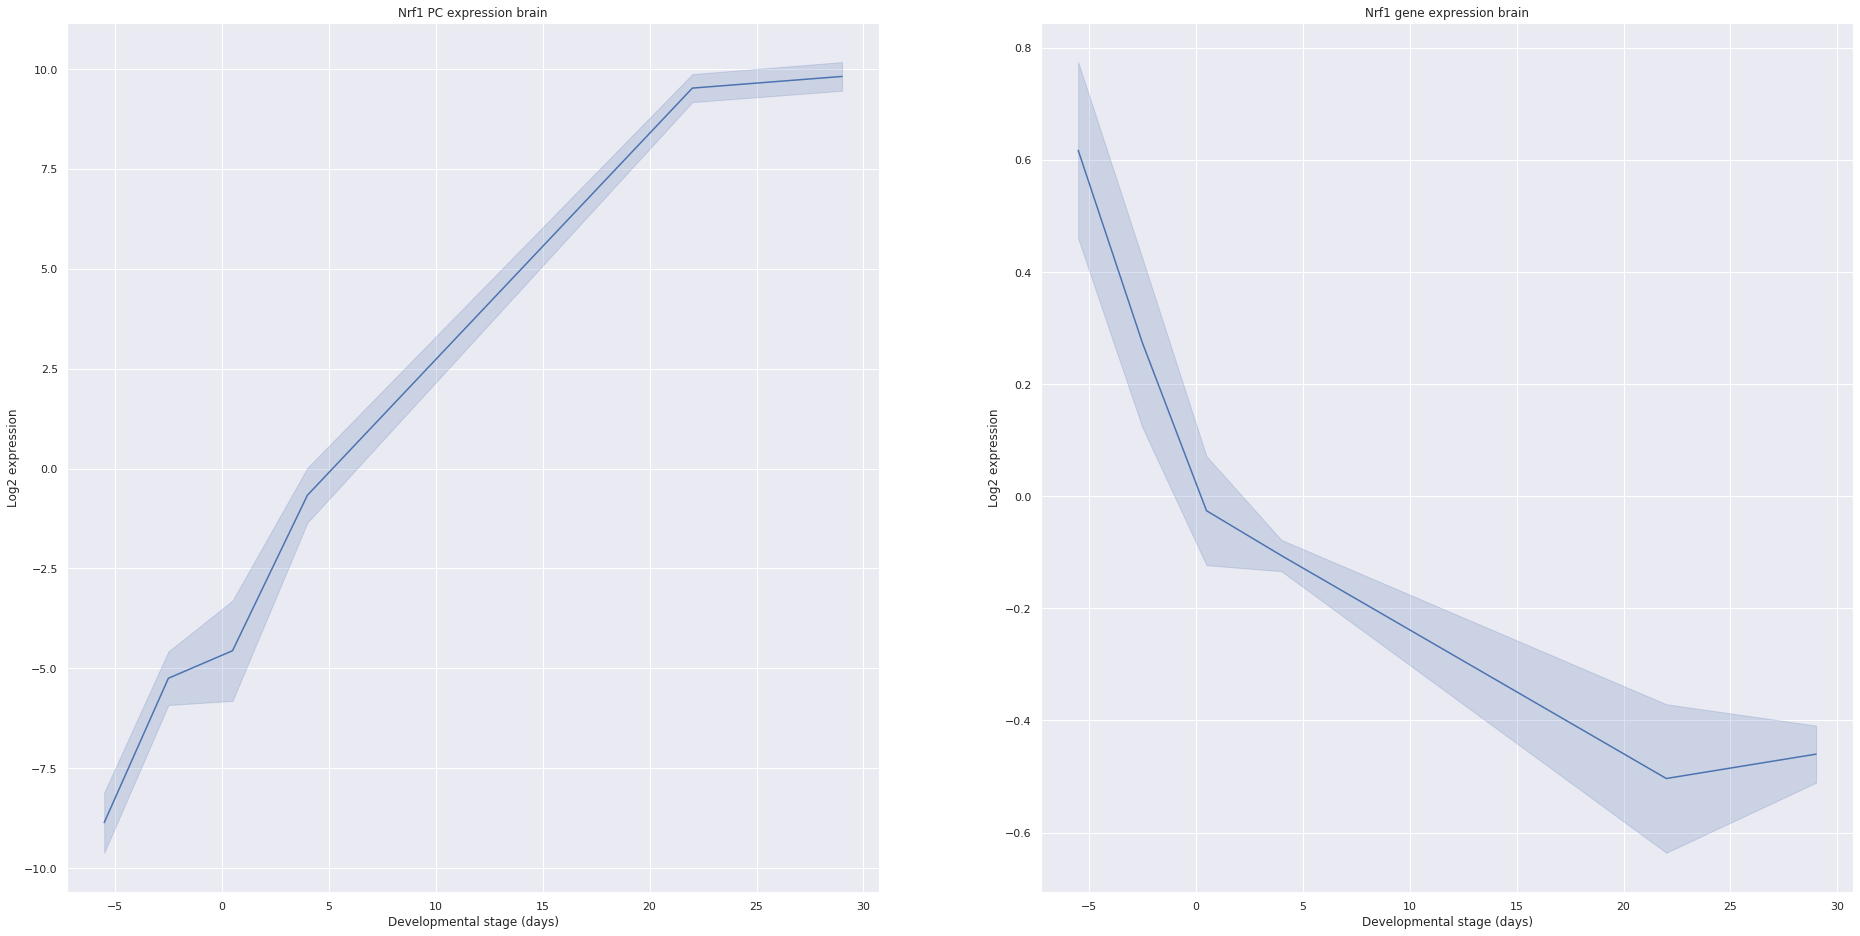 Nrf1 PC expression brain
10.0
7.5
5.0
2.5
0.0
−2.5
−5.0
−7.5
−10.0
Log2 expression
−5 0 5 10 15 20 25 30
Developmental stage (days)
Nrf1 gene expression brain
0.8
0.6
0.4
0.2
0.0
−0.2
−0.4
−0.6
Log2 expression
−5 0 5 10 15 20 25 30
Developmental stage (days)